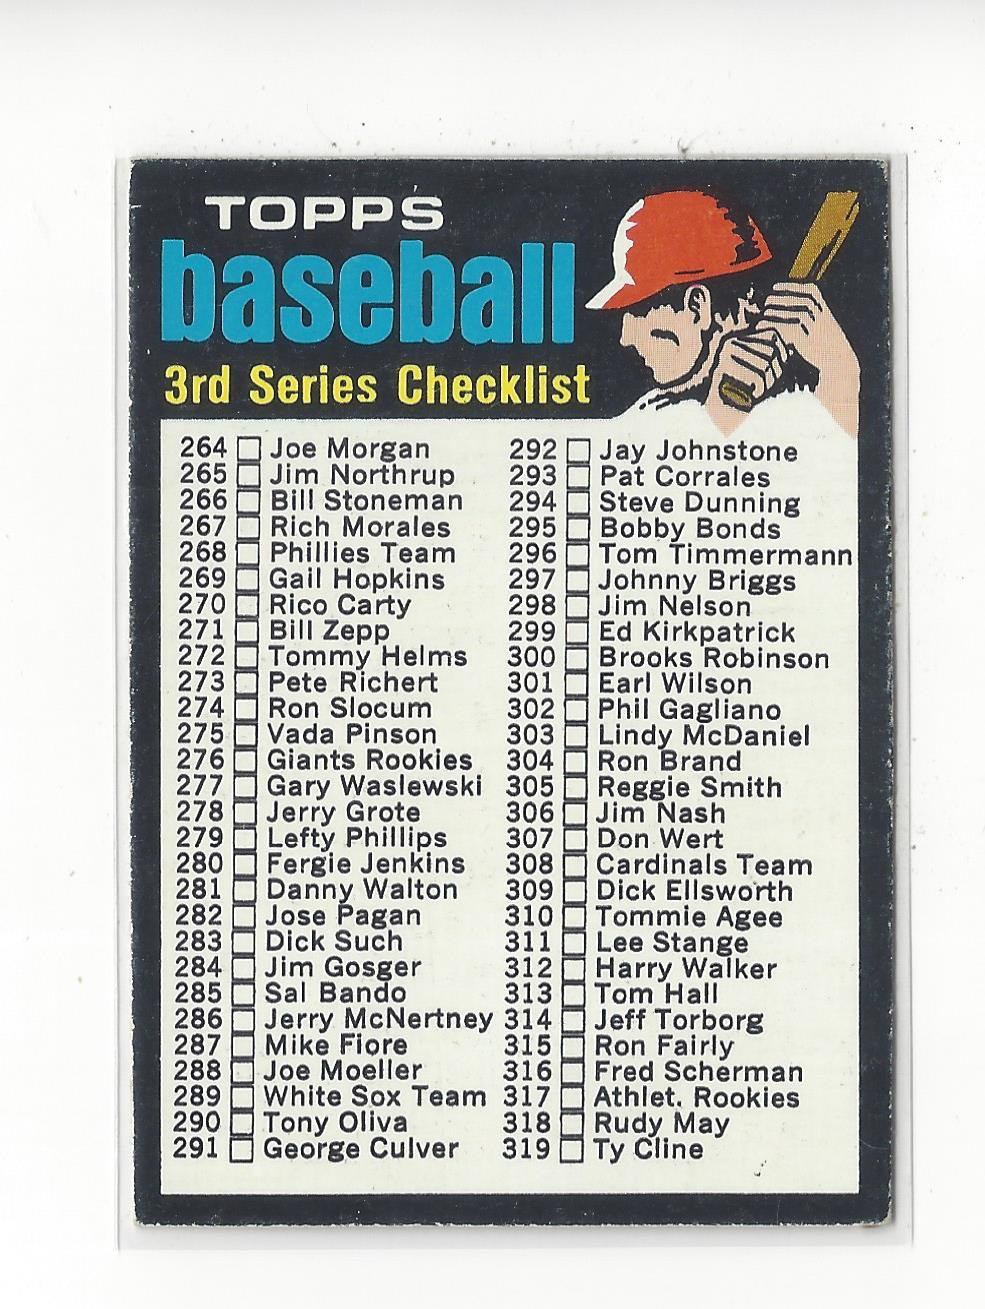 TOPPS
baseball
3rd Series Checklist
264 Joe Morgan
265 Jim Northrup
266 Bill Stoneman
267 Rich Morales
268 Phillies Team
269 Gail Hopkins
270 Rico Carty
271 Bill Zepp
272 Tommy Helms
273 Pete Richert
274 Ron Slocum
275 Vada Pinson
276 Giants Rookies
277 Gary Waslewski
278 Jerry Grote
279 Lefty Phillips
280 Fergie Jenkins
281 Danny Walton
282 Jose Pagan
283 Dick Such
284 Jim Gosger
285 Sal Bando
286 Jerry McNertney
287 Mike Fiore
288 Joe Moeller
289 White Sox Team
290 Tony Oliva
291 George Culver
292 Jay Johnstone
293 Pat Corrales
294 Steve Dunning
295 Bobby Bonds
296 Tom Timmermann
297 Johnny Briggs
298 Jim Nelson
299 Ed Kirkpatrick
300 Brooks Robinson
301 Earl Wilson
302 Phil Gagliano
303 Lindy McDaniel
304 Ron Brand
305 Reggie Smith
306 Jim Nash
307 Don Wert
308 Cardinals Team
309 Dick Ellsworth
310 Tommie Agee
311 Lee Stange
312 Harry Walker
313 Tom Hall
314 Jeff Torborg
315 Ron Fairly
316 Fred Scherman
317 Athlet. Rookies
318 Rudy May
319 Ty Cline